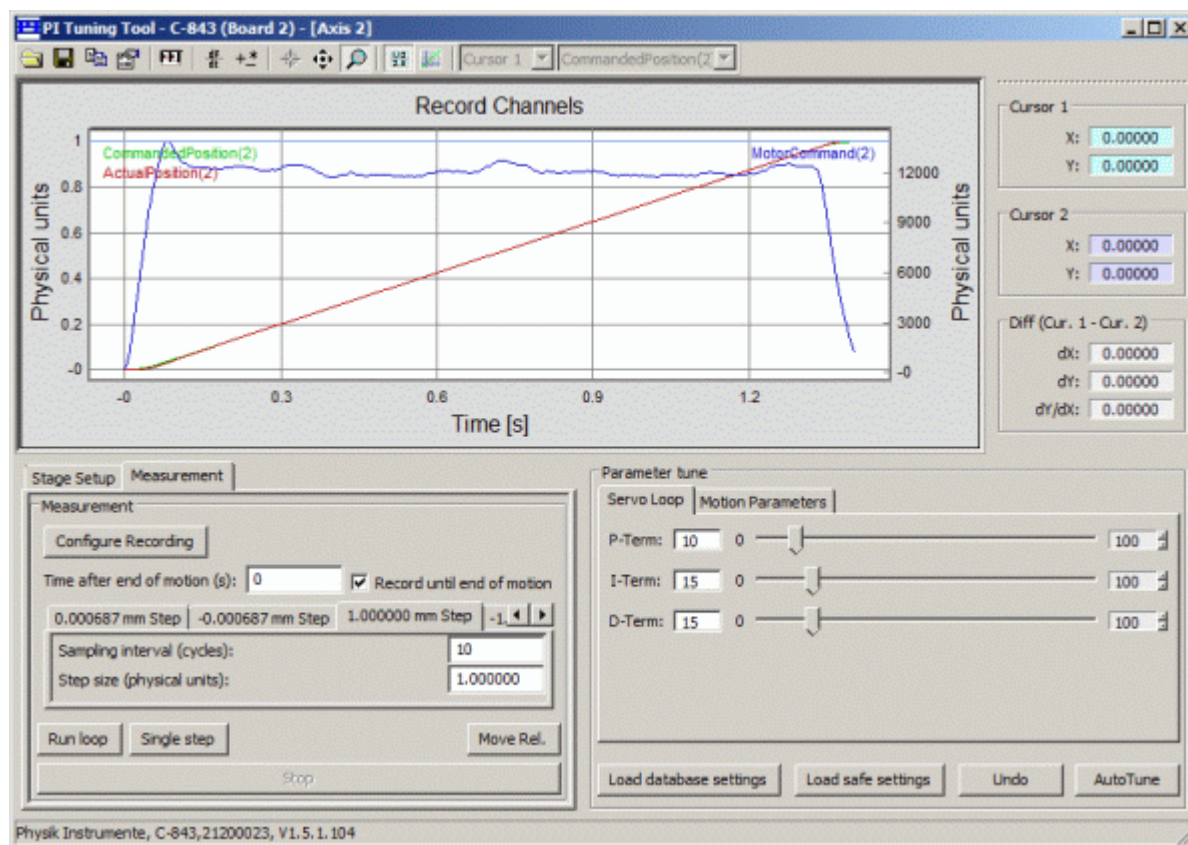 PI Tuning Tool - C-843 (Board 2) - [Axis 2]
FFT Cursor 1 CommandedPosition(2)
Record Channels
CommandedPosition(2)
ActualPosition(2)
MotorCommand(2)
1
0.8
0.6
0.4
0.2
-0
Physical units
12000
9000
6000
3000
-0
Physical units
-0 0.3 0.6 0.9 1.2
Time [s]
Cursor 1
X: 0.00000
Y: 0.00000
Cursor 2
X: 0.00000
Y: 0.00000
Diff (Cur. 1 - Cur. 2)
dX: 0.00000
dY: 0.00000
dY/dX: 0.00000
Stage Setup Measurement
Measurement
Configure Recording
Time after end of motion (s): 0 Record until end of motion
0.000687 mm Step -0.000687 mm Step 1.000000 mm Step -1.
Sampling interval (cycles): 10
Step size (physical units): 1.000000
Run loop Single step Move Rel.
Stop
Parameter tune
Servo Loop Motion Parameters
P-Term: 10 0 100
I-Term: 15 0 100
D-Term: 15 0 100
Load database settings Load safe settings Undo AutoTune
Physik Instrumente, C-843,21200023, V1.5.1.104